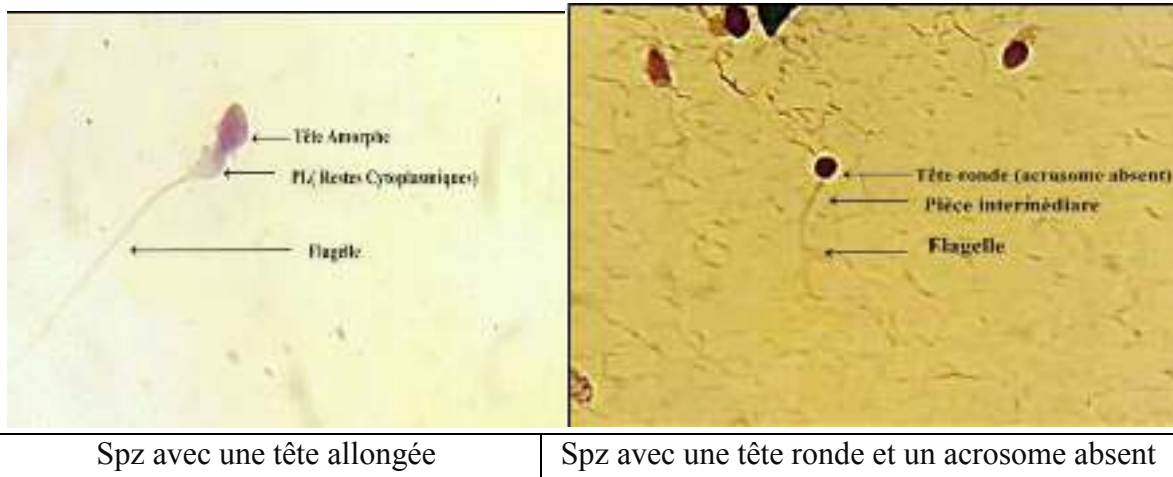 Tête Amorphe
PI.( Restes Cytoplasmiques)
Flagelle
Tête ronde (acrosome absent)
Pièce intermédiare
Flagelle
Spz avec une tête allongée
Spz avec une tête ronde et un acrosome absent